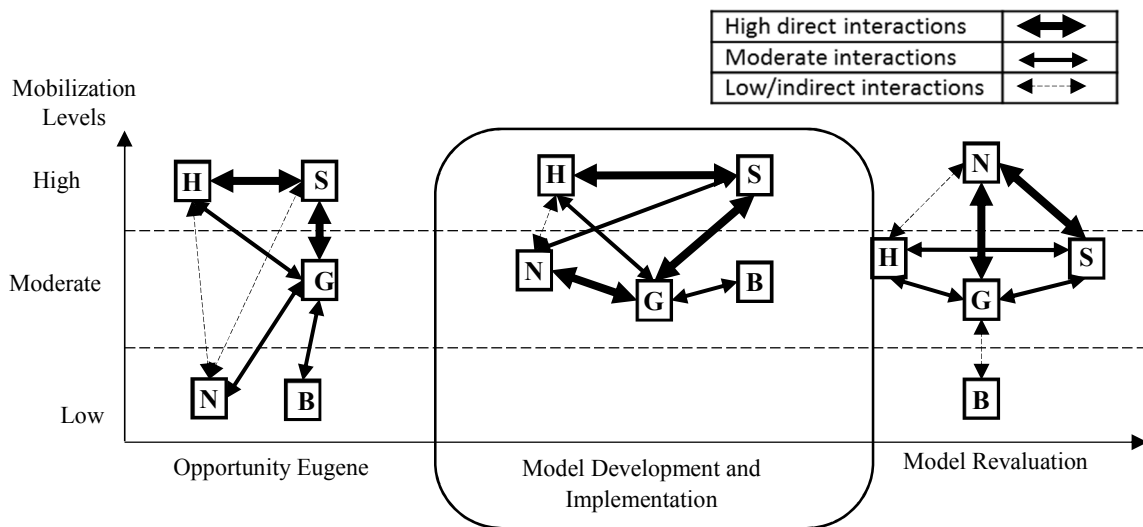 High direct interactions
Moderate interactions
Low/indirect interactions
Mobilization
Levels
High
Moderate
Low
H
S
G
N
B
H
S
N
G
B
N
H
S
G
B
Opportunity Eugene
Model Development and
Implementation
Model Revaluation